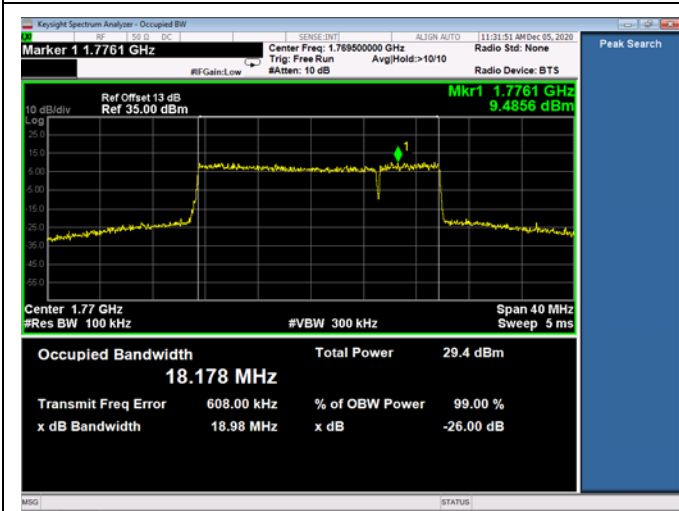 Keysight Spectrum Analyzer - Occupied BW
RF 50 Ω DC SENSE:INT ALIGN AUTO 11:31:51 AM Dec 05, 2020
Marker 1 1.7761 GHz
Center Freq: 1.769500000 GHz
Radio Std: None
Peak Search
Trig: Free Run Avg|Hold:>10/10
#IFGain:Low #Atten: 10 dB Radio Device: BTS
Mkr1 1.7761 GHz
9.4856 dBm
Ref Offset 13 dB
10 dB/div Ref 35.00 dBm
Log
25.0
15.0
5.00
-5.00
-15.0
-25.0
-35.0
-45.0
-55.0
1
Center 1.77 GHz Span 40 MHz
#Res BW 100 kHz #VBW 300 kHz Sweep 5 ms
Occupied Bandwidth Total Power 29.4 dBm
18.178 MHz
Transmit Freq Error 608.00 kHz % of OBW Power 99.00 %
x dB Bandwidth 18.98 MHz x dB -26.00 dB
MSG STATUS